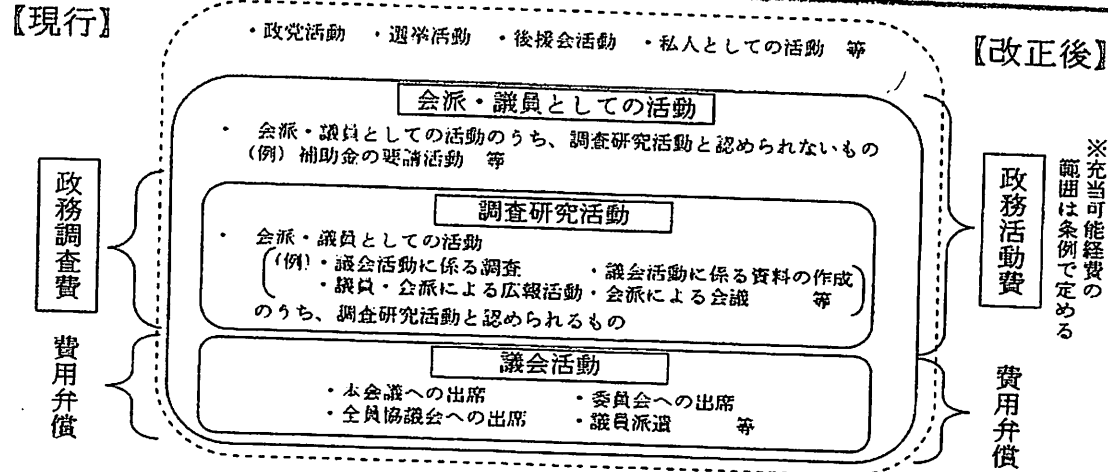 【現行】
・政党活動 ・選挙活動 ・後援会活動 ・私人としての活動 等
【改正後】
会派・議員としての活動
・ 会派・議員としての活動のうち、調査研究活動と認められないもの
(例) 補助金の要請活動 等
政務調査費
調査研究活動
・ 会派・議員としての活動
(例)・議会活動に係る調査 ・議会活動に係る資料の作成
・議員・会派による広報活動・会派による会議 等
のうち、調査研究活動と認められるもの
政務活動費
※充当可能経費の
範囲は条例で定める
費用弁償
議会活動
・本会議への出席 ・委員会への出席
・全員協議会への出席 ・議員派遣 等
費用弁償